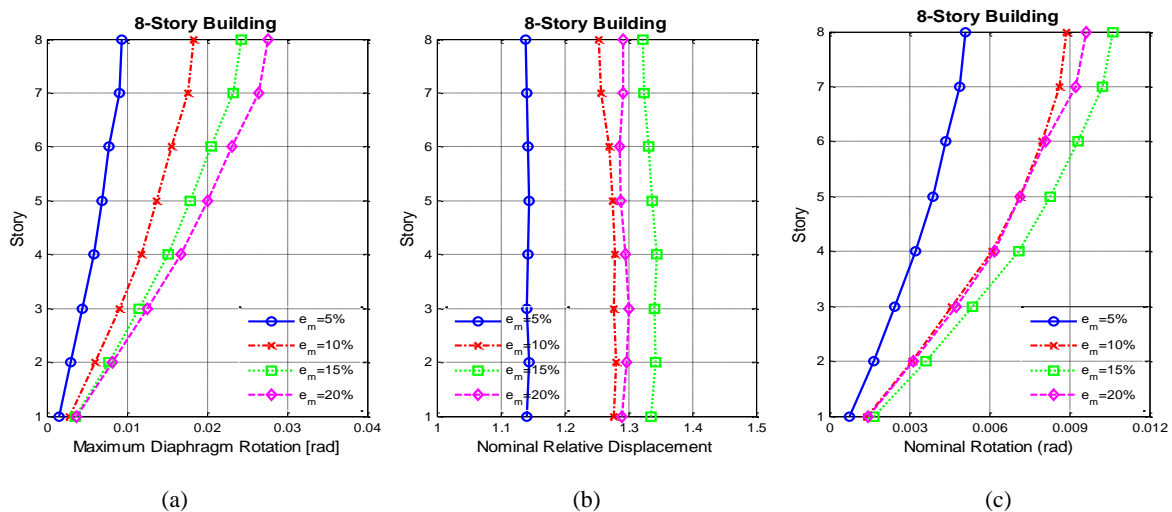 8-Story Building
8
7
6
5
4
3
2
1
Story
e_m=5%
e_m=10%
e_m=15%
e_m=20%
0 0.01 0.02 0.03 0.04
Maximum Diaphragm Rotation [rad]
(a)
8-Story Building
8
7
6
5
4
3
2
1
Story
e_m=5%
e_m=10%
e_m=15%
e_m=20%
1 1.1 1.2 1.3 1.4 1.5
Nominal Relative Displacement
(b)
8-Story Building
8
7
6
5
4
3
2
1
Story
e_m=5%
e_m=10%
e_m=15%
e_m=20%
0 0.003 0.006 0.009 0.012
Nominal Rotation (rad)
(c)